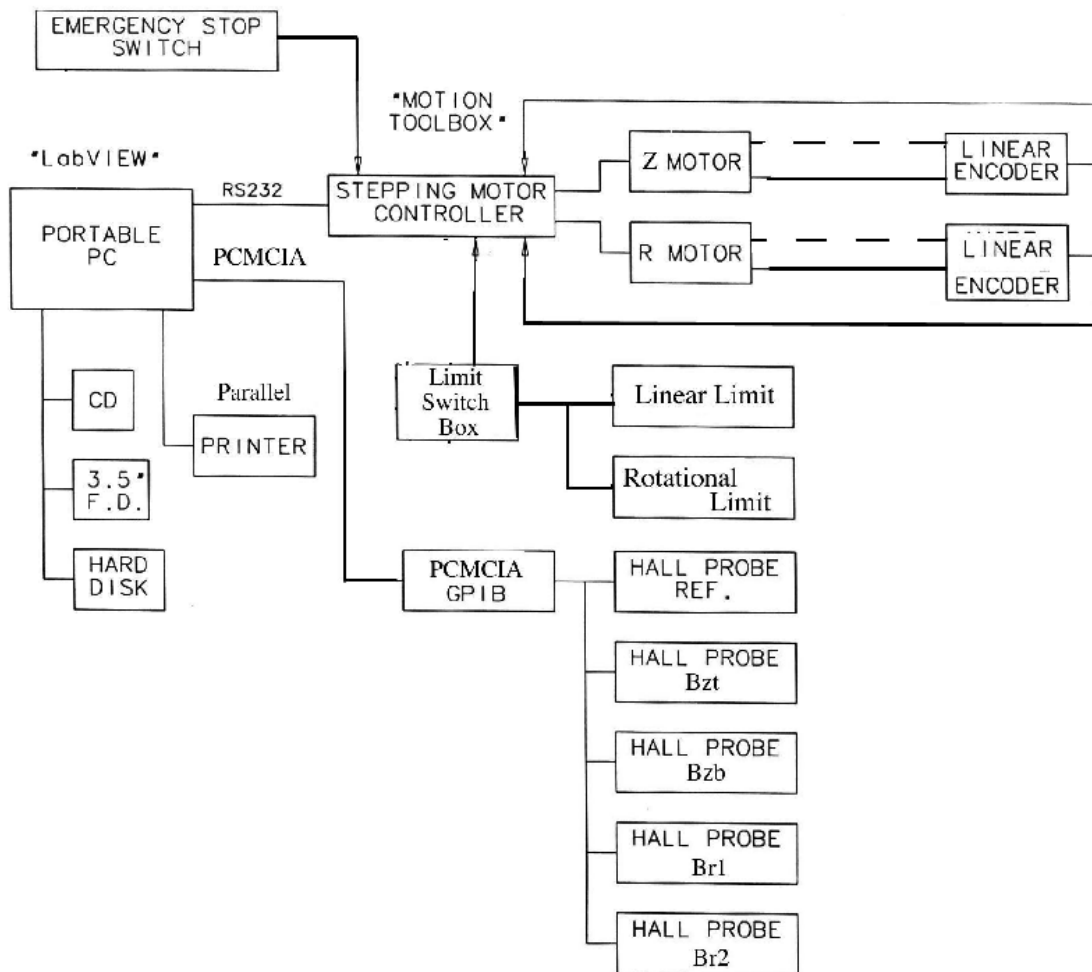 EMERGENCY STOP
SWITCH
"MOTION
TOOLBOX"
"LabVIEW"
RS232
STEPPING MOTOR
CONTROLLER
Z MOTOR
LINEAR
ENCODER
PORTABLE
PC
PCMCIA
R MOTOR
LINEAR
ENCODER
CD
Parallel
PRINTER
3.5"
F.D.
HARD
DISK
Limit
Switch
Box
Linear Limit
Rotational
Limit
PCMCIA
GPIB
HALL PROBE
REF.
HALL PROBE
Bzt
HALL PROBE
Bzb
HALL PROBE
Br1
HALL PROBE
Br2